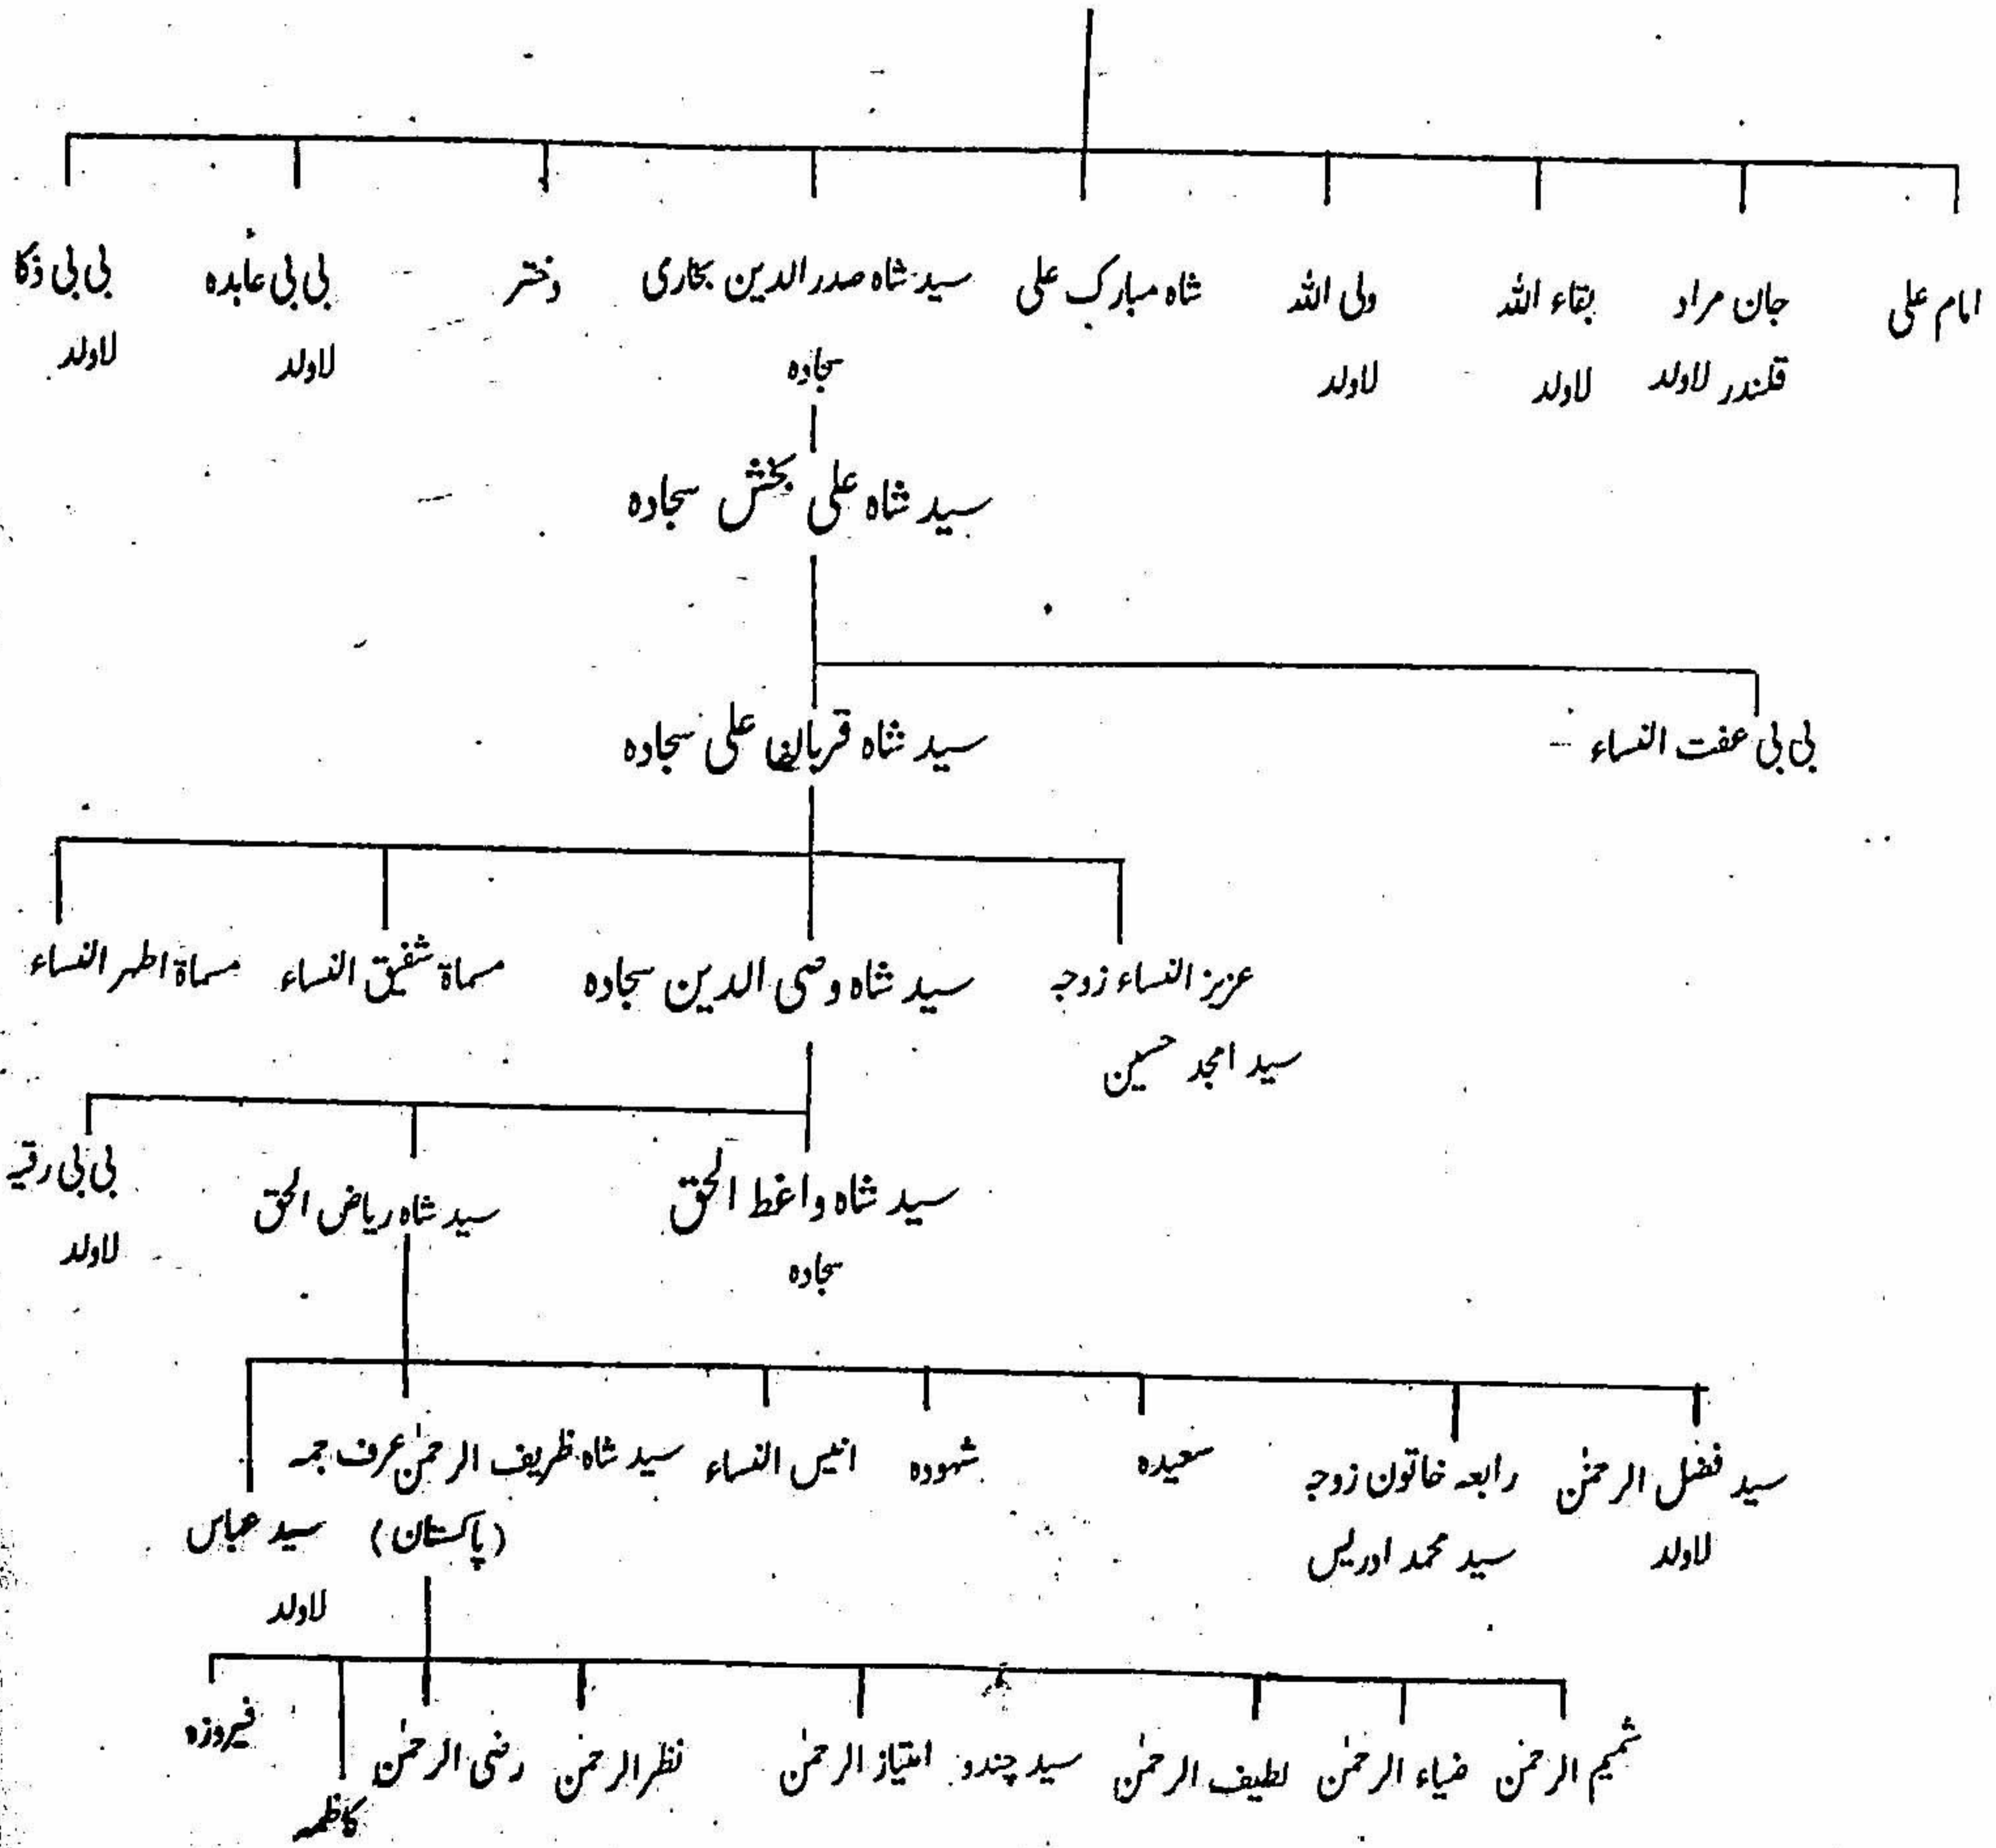 امام علی جان مراد بقاء اللہ ولی اللہ شاہ مبارک علی سید شاہ صدر الدین بخاری دختر بی بی عابدہ بی بی ذکا
قلندر لاولد لاولد لاولد سجادہ لاولد لاولد
سید شاہ علی بخش سجادہ
بی بی عفت النساء سید شاہ قربان علی سجادہ
عزیز النساء زوجہ سید شاہ وصی الدین سجادہ مسماۃ شفیق النساء مسماۃ اطہر النساء
سید امجد حسین
سید شاہ واغظ الحق سید شاہ ریاض الحق بی بی رقیہ
سجادہ لاولد
سید فضل الرحمٰن رابعہ خاتون زوجہ سعیدہ شہودہ انیس النساء سید شاہ ظریف الرحمٰن عرف جمہ
لاولد سید محمد ادریس (پاکستان) سید عباس
لاولد
شمیم الرحمٰن ضیاء الرحمٰن لطیف الرحمٰن سید چندو امتیاز الرحمٰن نظر الرحمٰن رضی الرحمٰن فیروزہ
کاظمہ